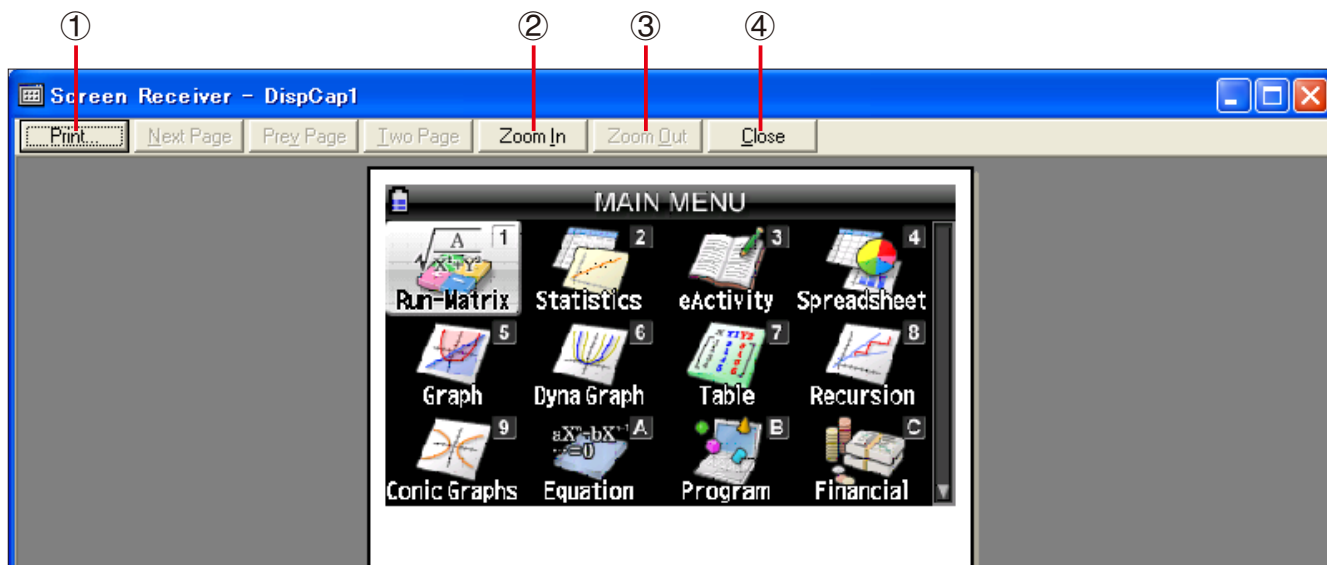 ① ② ③ ④
Screen Receiver - DispCap1
Print... Next Page Prev Page Two Page Zoom In Zoom Out Close
MAIN MENU
1 2 3 4
Run-Matrix Statistics eActivity Spreadsheet
5 6 7 8
Graph Dyna Graph Table Recursion
9 A B C
Conic Graphs Equation Program Financial